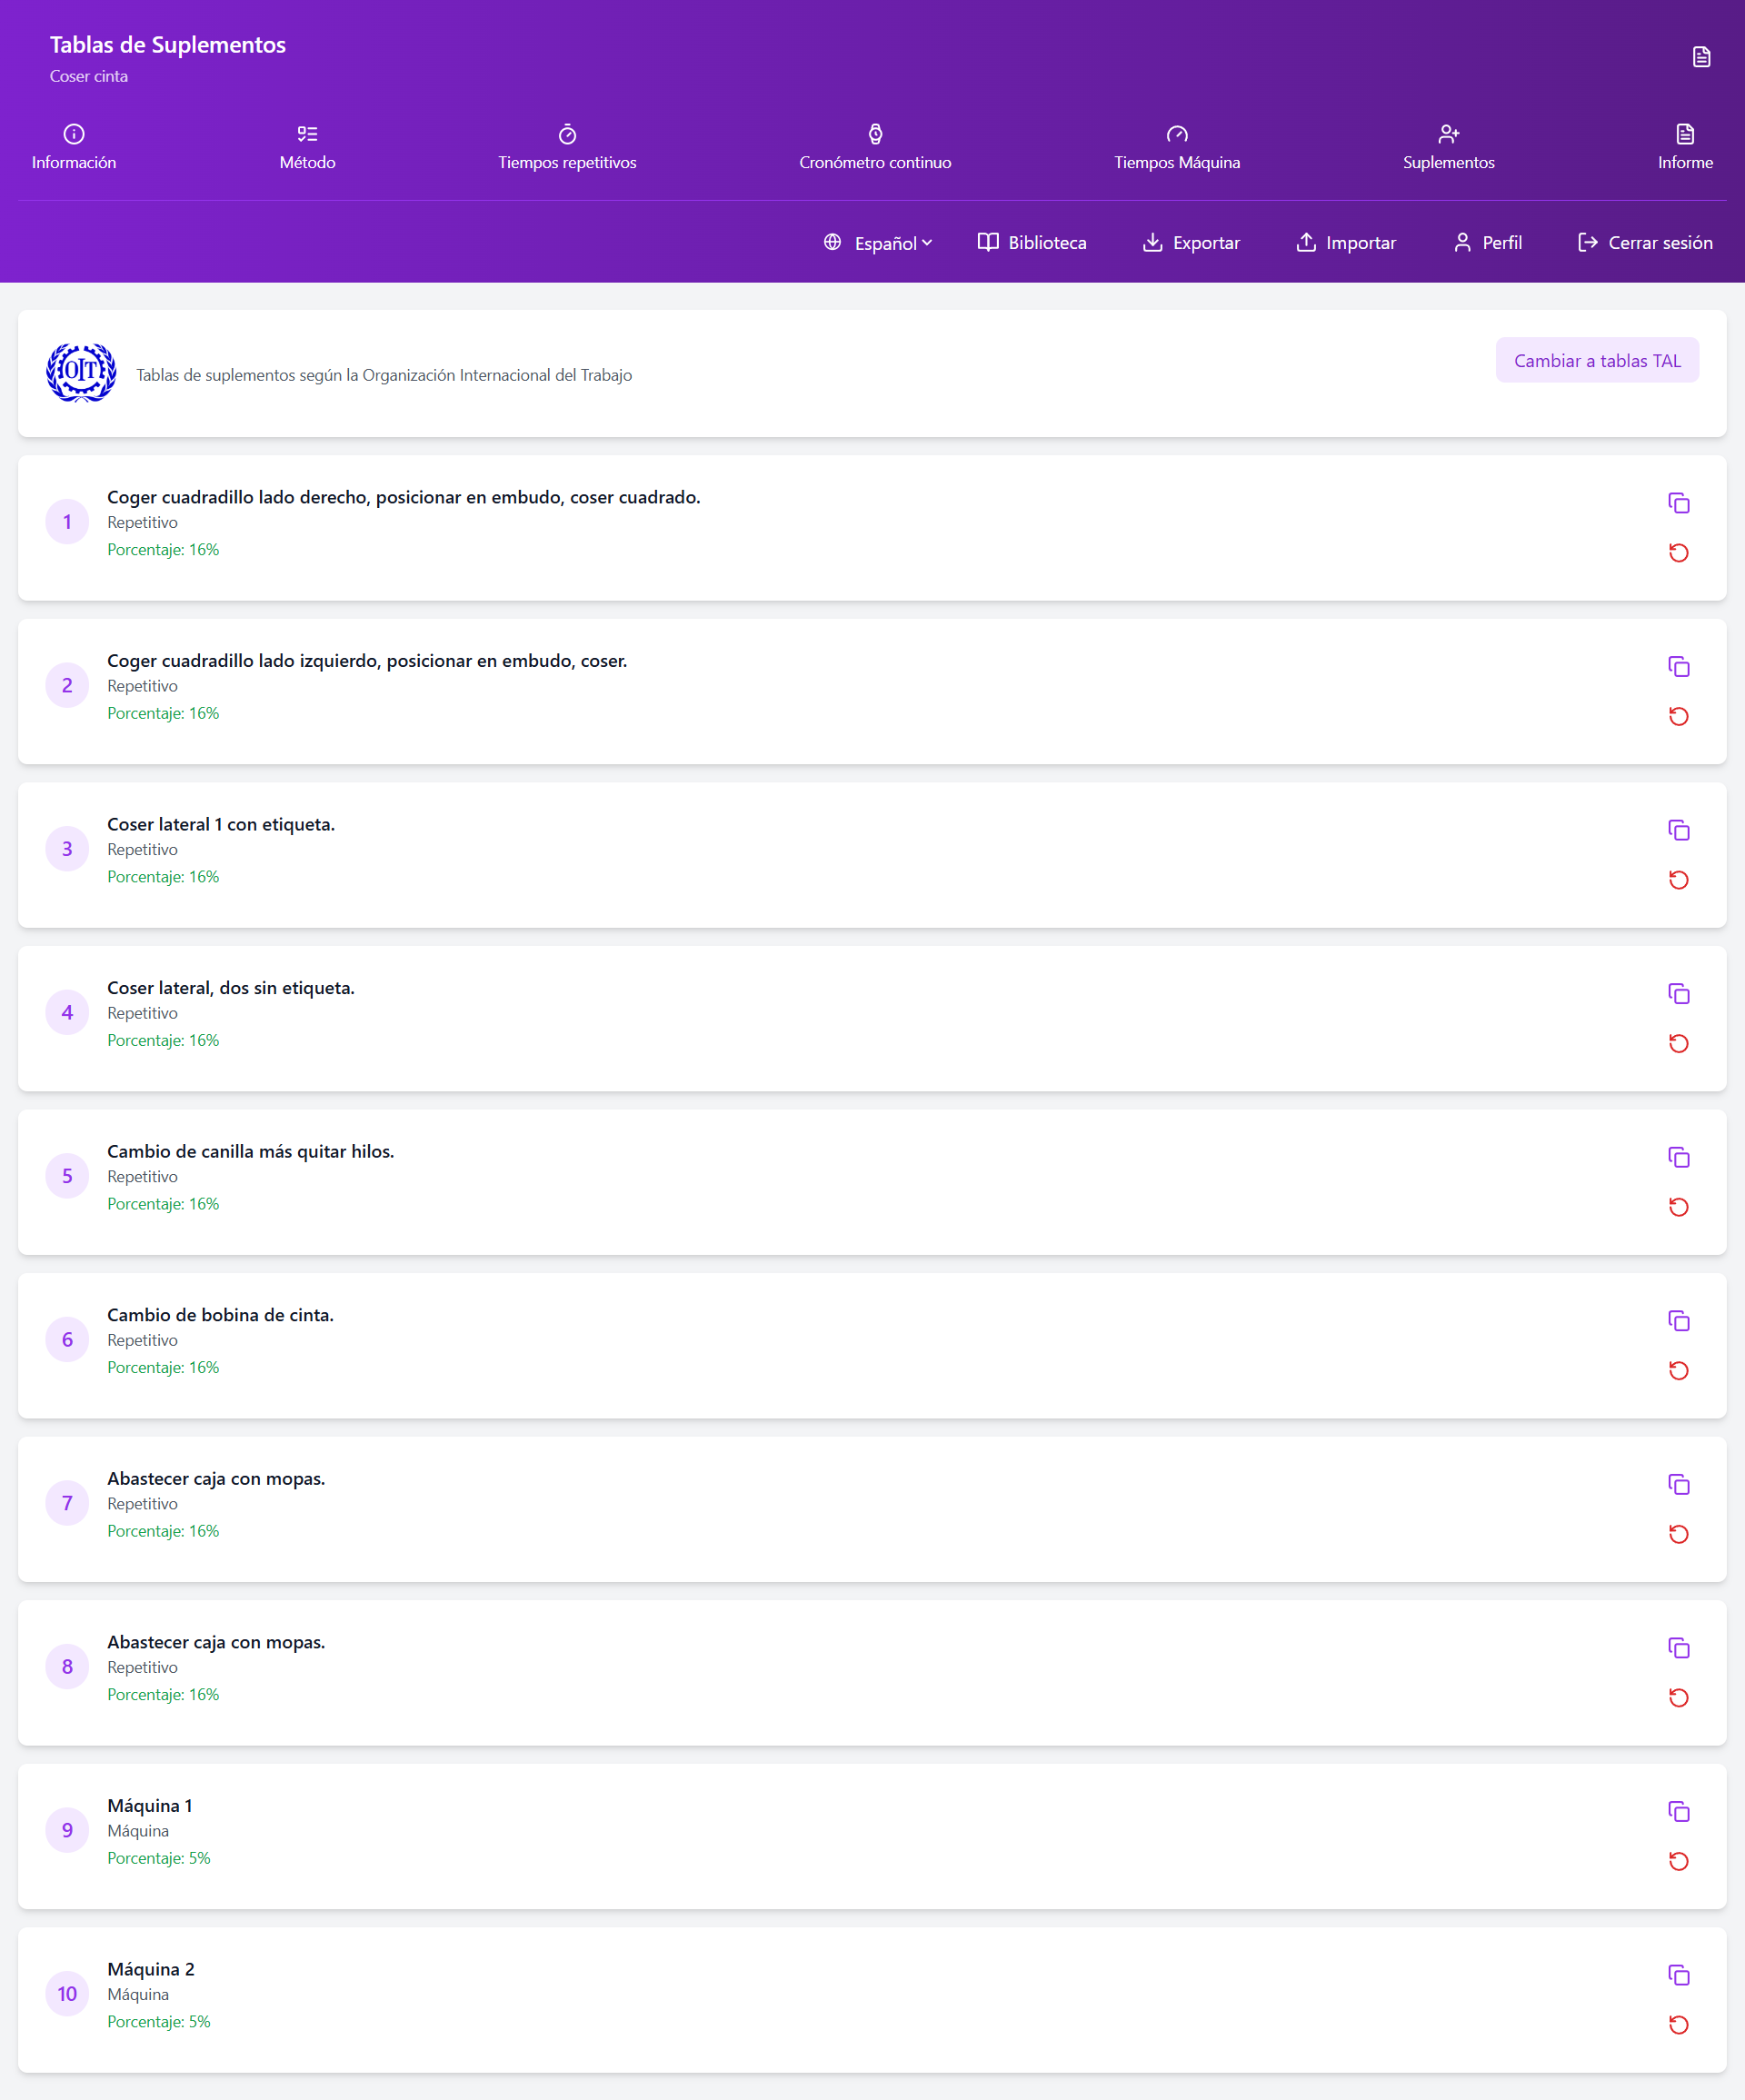 Tablas de Suplementos
Coser cinta
Información
Método
Tiempos repetitivos
Cronómetro continuo
Tiempos Máquina
Suplementos
Informe
Español
Biblioteca
Exportar
Importar
Perfil
Cerrar sesión
OIT
Tablas de suplementos según la Organización Internacional del Trabajo
Cambiar a tablas TAL
1
Coger cuadradillo lado derecho, posicionar en embudo, coser cuadrado.
Repetitivo
Porcentaje: 16%
2
Coger cuadradillo lado izquierdo, posicionar en embudo, coser.
Repetitivo
Porcentaje: 16%
3
Coser lateral 1 con etiqueta.
Repetitivo
Porcentaje: 16%
4
Coser lateral, dos sin etiqueta.
Repetitivo
Porcentaje: 16%
5
Cambio de canilla más quitar hilos.
Repetitivo
Porcentaje: 16%
6
Cambio de bobina de cinta.
Repetitivo
Porcentaje: 16%
7
Abastecer caja con mopas.
Repetitivo
Porcentaje: 16%
8
Abastecer caja con mopas.
Repetitivo
Porcentaje: 16%
9
Máquina 1
Máquina
Porcentaje: 5%
10
Máquina 2
Máquina
Porcentaje: 5%